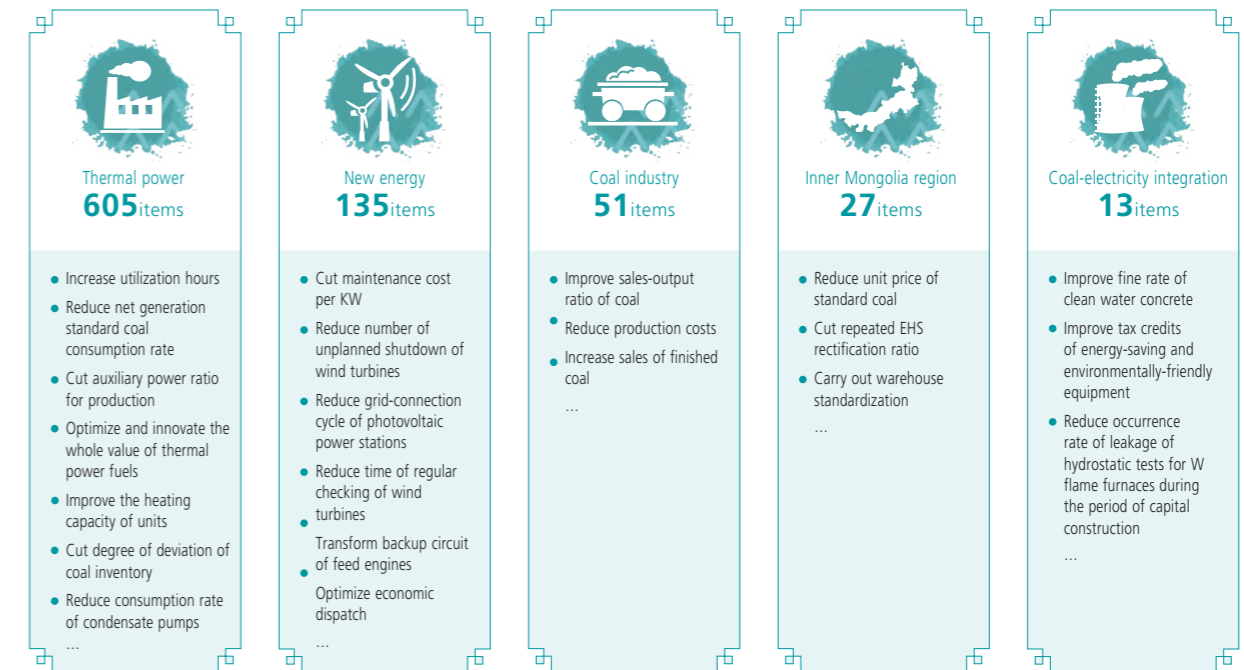 Thermal power
605items
• Increase utilization hours
• Reduce net generation
standard coal
consumption rate
• Cut auxiliary power ratio
for production
• Optimize and innovate the
whole value of thermal
power fuels
• Improve the heating
capacity of units
• Cut degree of deviation of
coal inventory
• Reduce consumption rate
of condensate pumps
...
New energy
135items
• Cut maintenance cost
per KW
• Reduce number of
unplanned shutdown of
wind turbines
• Reduce grid-connection
cycle of photovoltaic
power stations
• Reduce time of regular
checking of wind
turbines
• Transform backup circuit
of feed engines
• Optimize economic
dispatch
...
Coal industry
51items
• Improve sales-output
ratio of coal
• Reduce production costs
• Increase sales of finished
coal
...
Inner Mongolia region
27items
• Reduce unit price of
standard coal
• Cut repeated EHS
rectification ratio
• Carry out warehouse
standardization
...
Coal-electricity integration
13items
• Improve fine rate of
clean water concrete
• Improve tax credits
of energy-saving and
environmentally-friendly
equipment
• Reduce occurrence
rate of leakage of
hydrostatic tests for W
flame furnaces during
the period of capital
construction
...